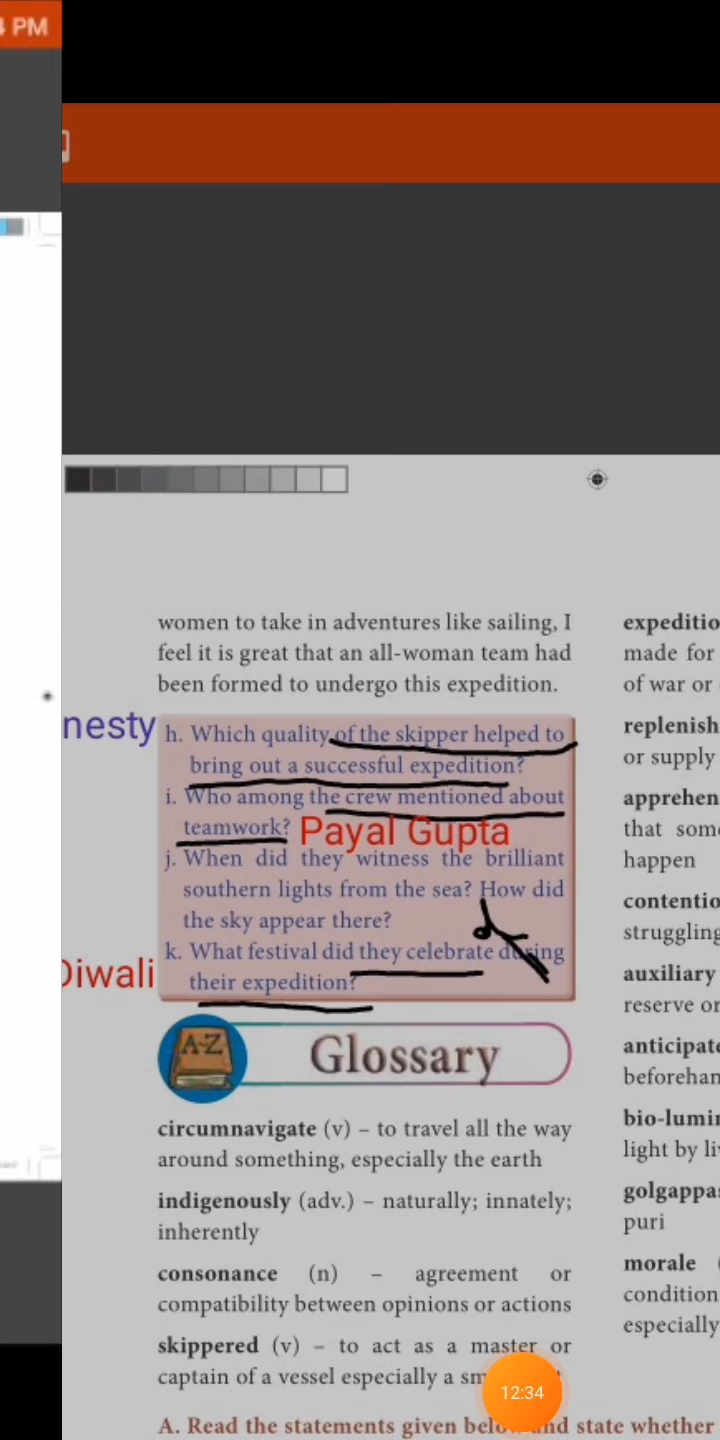 4 PM
women to take in adventures like sailing, I
feel it is great that an all-woman team had
been formed to undergo this expedition.
nesty
h. Which quality of the skipper helped to
bring out a successful expedition?
i. Who among the crew mentioned about
teamwork? Payal Gupta
j. When did they witness the brilliant
southern lights from the sea? How did
the sky appear there?
k. What festival did they celebrate during
Diwali
their expedition?
A-Z
Glossary
circumnavigate (v) – to travel all the way
around something, especially the earth
indigenously (adv.) – naturally; innately;
inherently
consonance (n) – agreement or
compatibility between opinions or actions
skippered (v) – to act as a master or
captain of a vessel especially a sm
12:34
A. Read the statements given below and state whether
expeditio
made for
of war or
replenish
or supply
apprehen
that some
happen
contentio
struggling
auxiliary
reserve or
anticipate
beforehan
bio-lumin
light by li
golgappas
puri
morale (
condition
especially